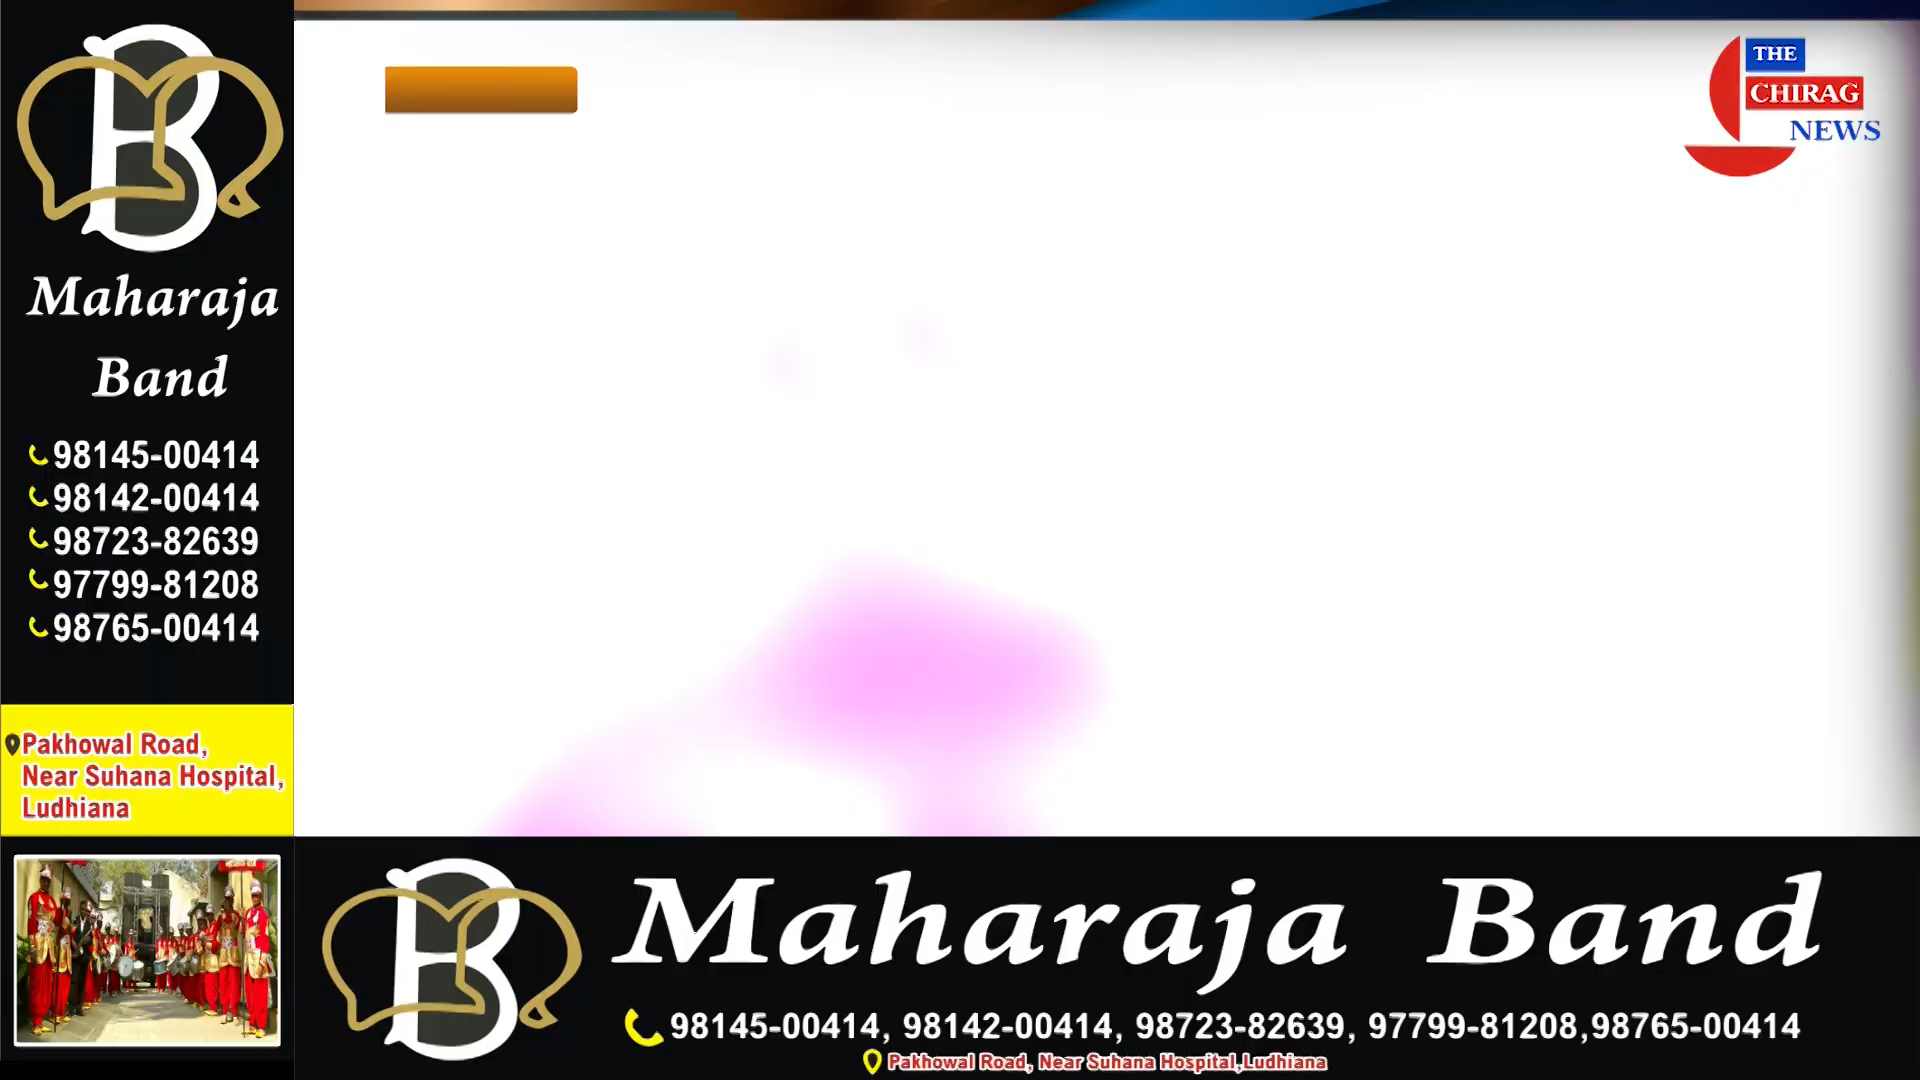 B
Maharaja
Band
98145-00414
98142-00414
98723-82639
97799-81208
98765-00414
Pakhowal Road,
Near Suhana Hospital,
Ludhiana
THE
CHIRAG
NEWS
B
Maharaja Band
98145-00414, 98142-00414, 98723-82639, 97799-81208,98765-00414
Pakhowal Road, Near Suhana Hospital,Ludhiana